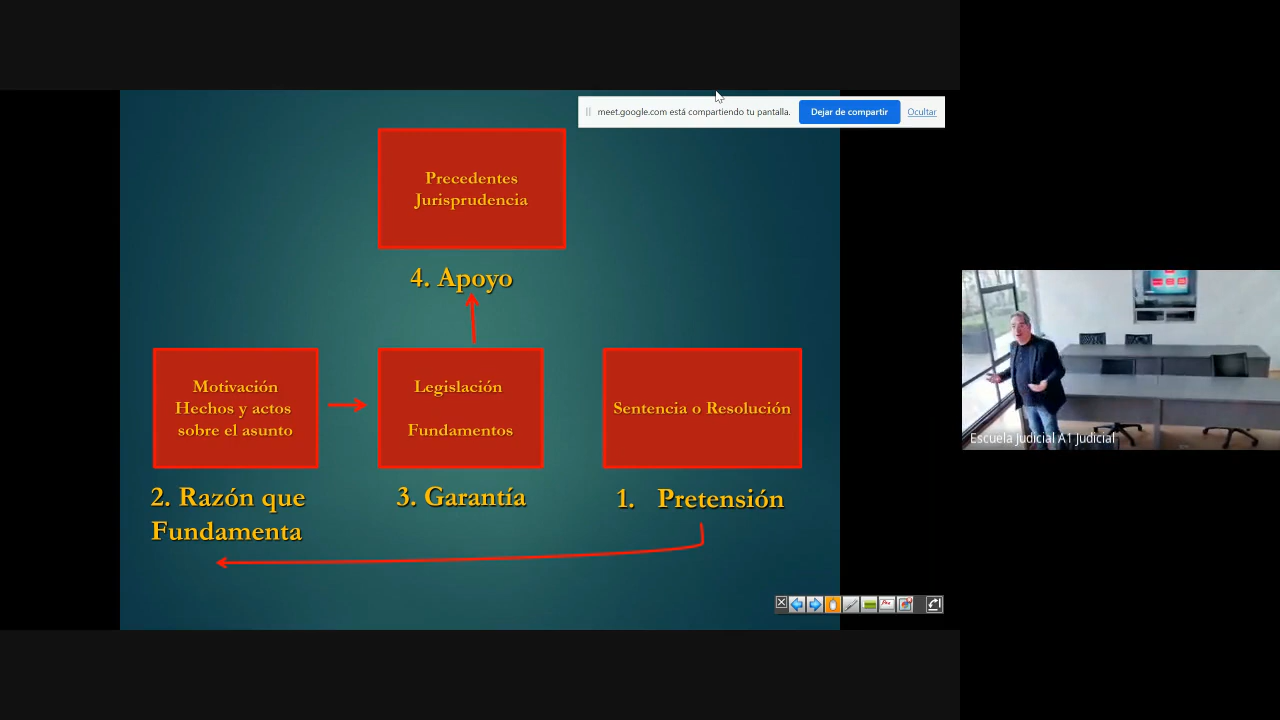 meet.google.com está compartiendo tu pantalla.
Dejar de compartir
Ocultar
Precedentes
Jurisprudencia
4. Apoyo
Motivación
Hechos y actos
sobre el asunto
Legislación
Fundamentos
Sentencia o Resolución
2. Razón que
Fundamenta
3. Garantía
1. Pretensión
Escuela Judicial A1 Judicial